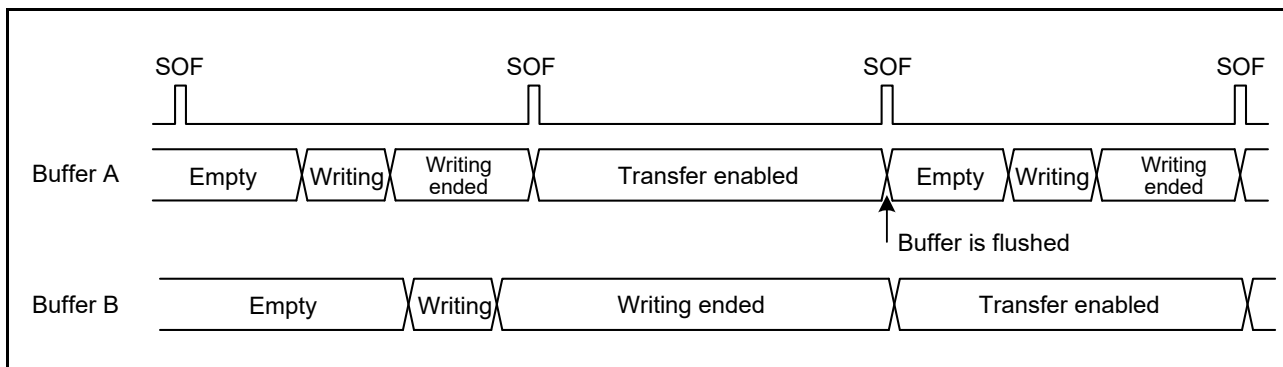 SOF SOF SOF SOF
Buffer A Empty Writing Writing ended Transfer enabled Empty Writing Writing ended
Buffer is flushed
Buffer B Empty Writing Writing ended Transfer enabled